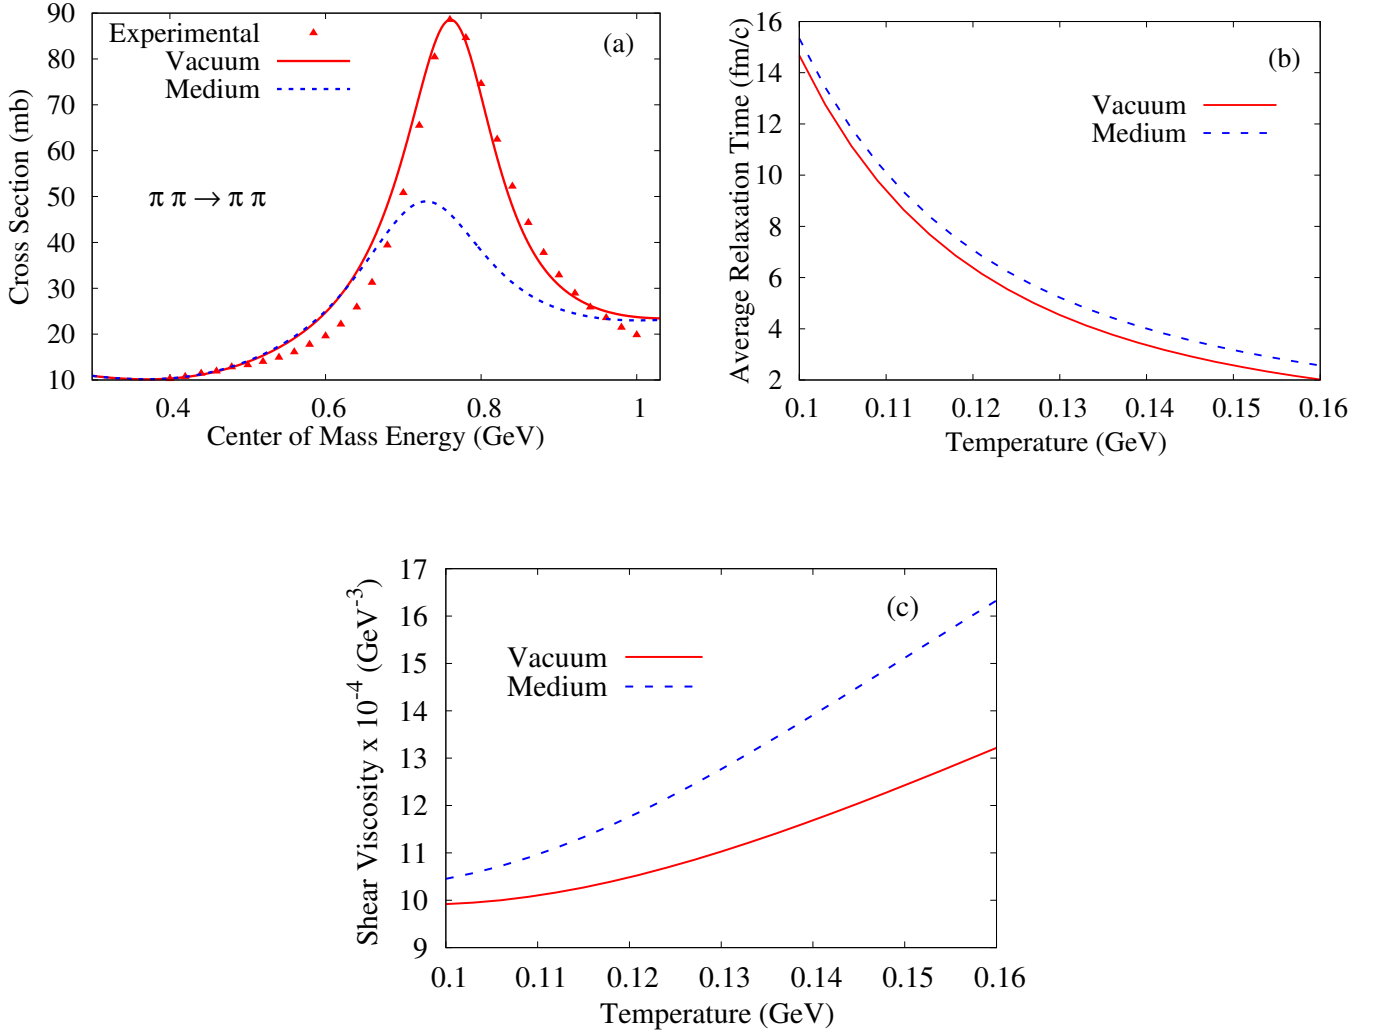 90
80
70
60
50
40
30
20
10
Cross Section (mb)
Experimental
Vacuum
Medium
(a)
π π → π π
0.4 0.6 0.8 1
Center of Mass Energy (GeV)
16
14
12
10
8
6
4
2
Average Relaxation Time (fm/c)
(b)
Vacuum
Medium
0.1 0.11 0.12 0.13 0.14 0.15 0.16
Temperature (GeV)
17
16
15
14
13
12
11
10
9
Shear Viscosity x 10⁻⁴ (GeV⁻³)
(c)
Vacuum
Medium
0.1 0.11 0.12 0.13 0.14 0.15 0.16
Temperature (GeV)